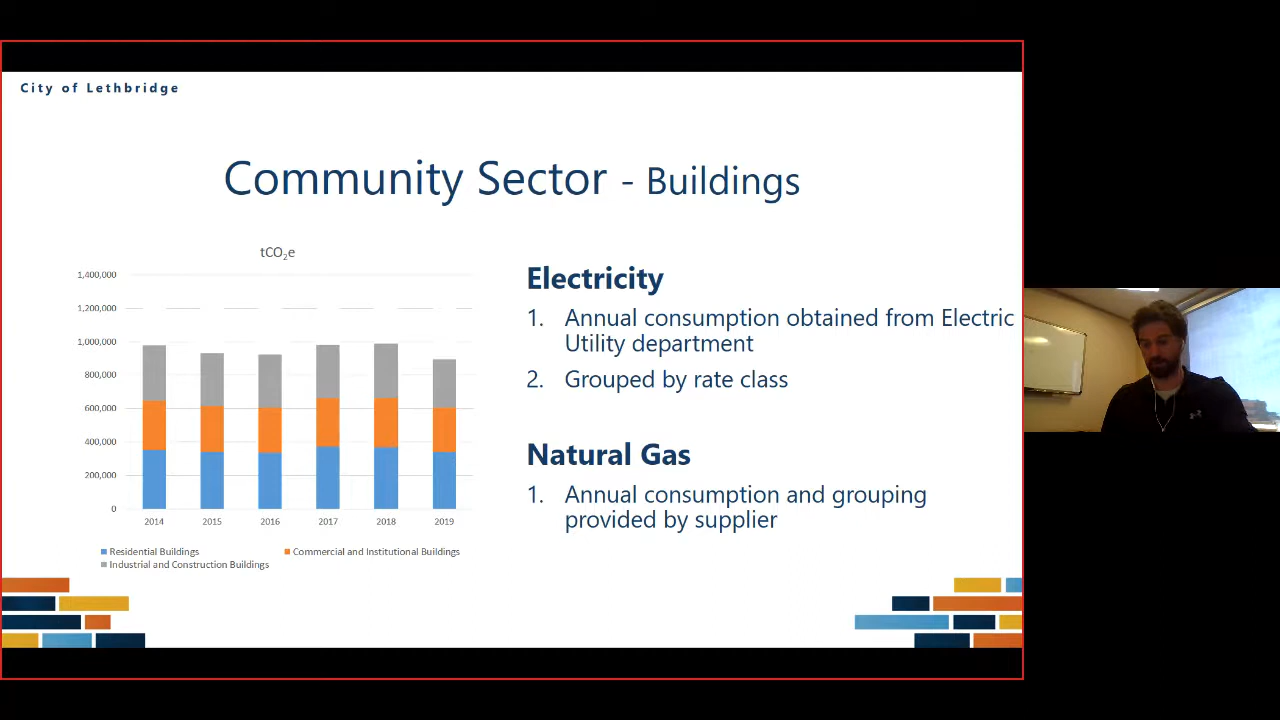 City of Lethbridge
Community Sector - Buildings
tCO₂e
1,400,000
1,200,000
1,000,000
800,000
600,000
400,000
200,000
0
2014 2015 2016 2017 2018 2019
Residential Buildings Commercial and Institutional Buildings
Industrial and Construction Buildings
Electricity
1. Annual consumption obtained from Electric
Utility department
2. Grouped by rate class
Natural Gas
1. Annual consumption and grouping
provided by supplier